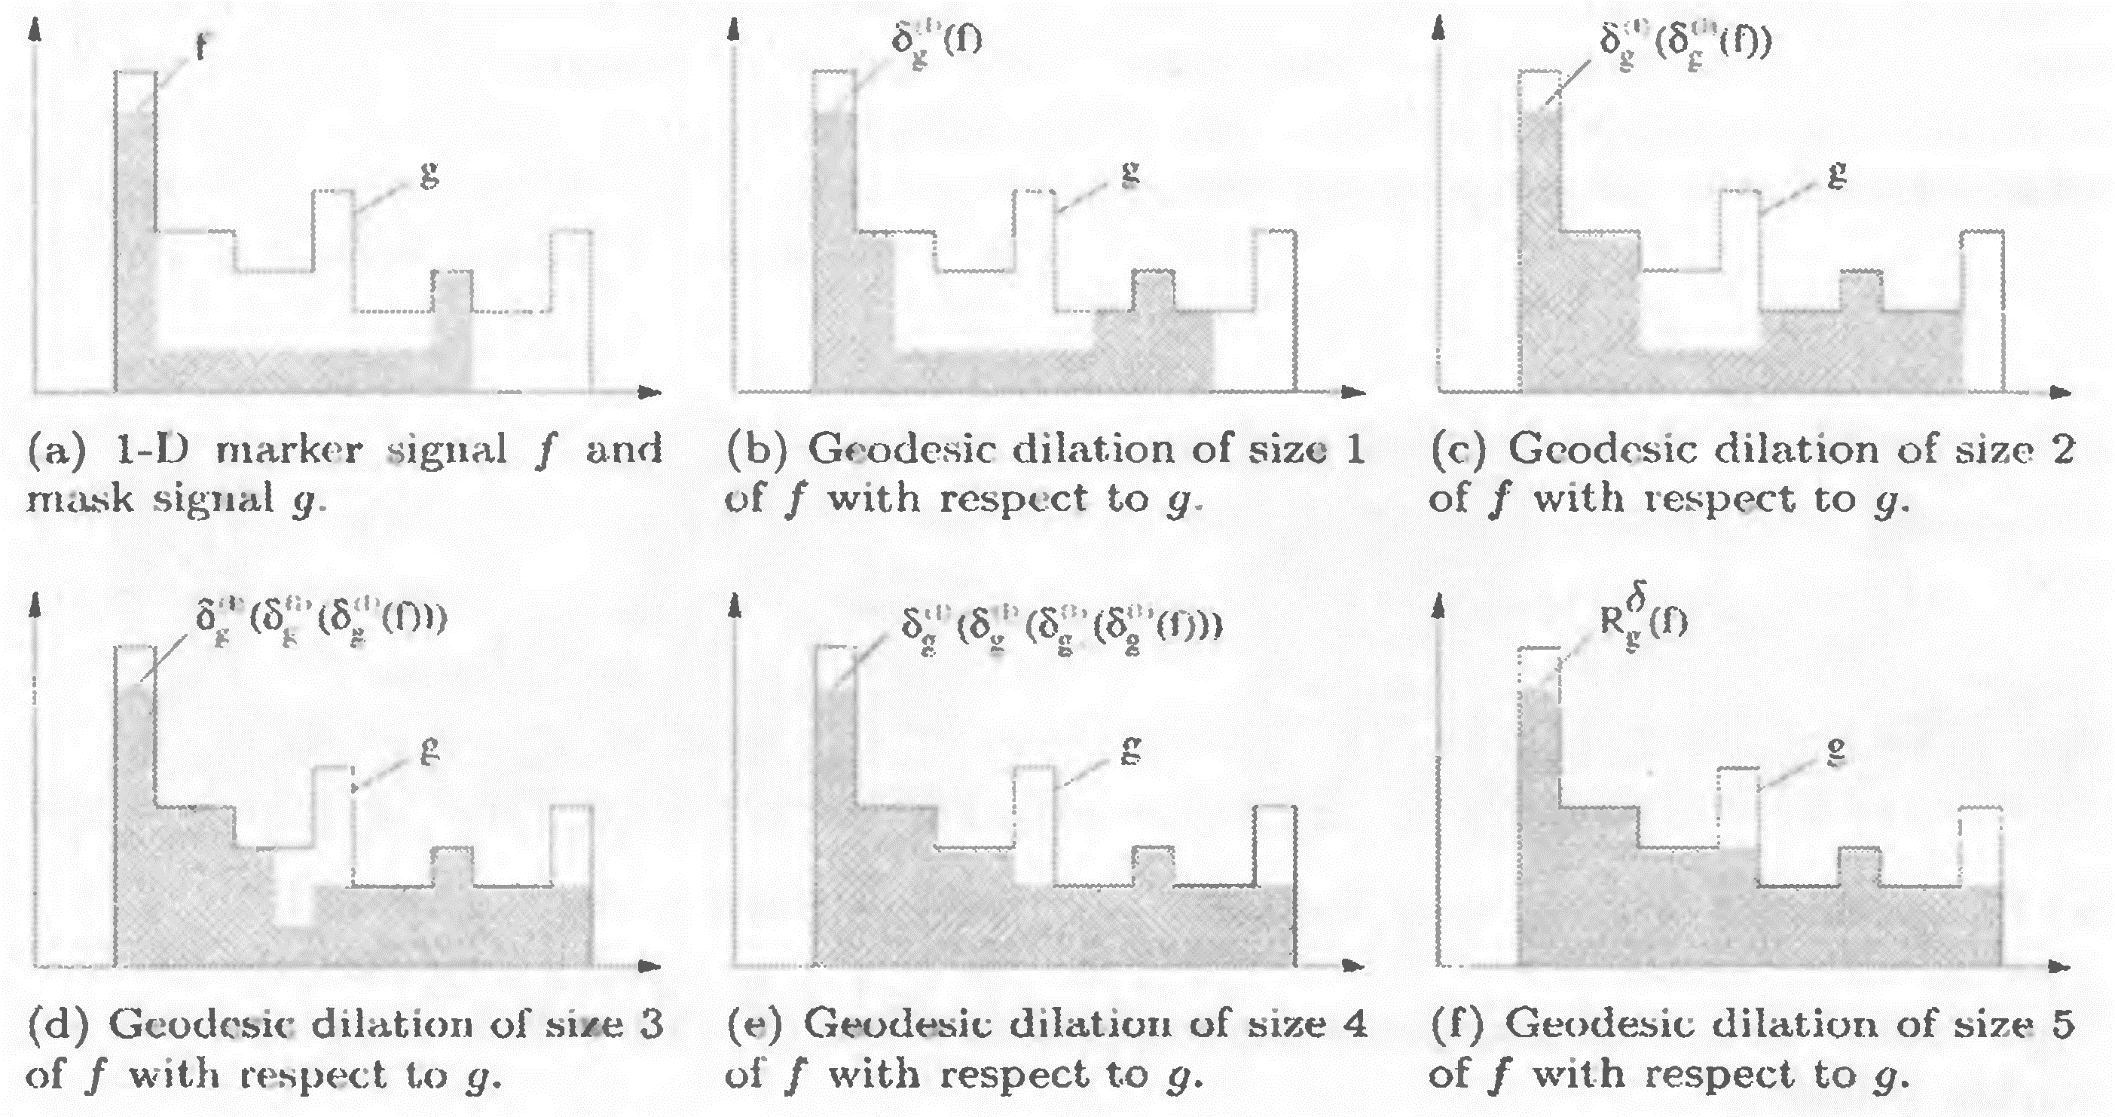 f
g
(a) 1-D marker signal f and
mask signal g.
δ_g^(1)(f)
g
(b) Geodesic dilation of size 1
of f with respect to g.
δ_g^(1)(δ_g^(1)(f))
g
(c) Geodesic dilation of size 2
of f with respect to g.
δ_g^(1)(δ_g^(1)(δ_g^(1)(f)))
g
(d) Geodesic dilation of size 3
of f with respect to g.
δ_g^(1)(δ_g^(1)(δ_g^(1)(δ_g^(1)(f)))
g
(e) Geodesic dilation of size 4
of f with respect to g.
R_g^δ(f)
g
(f) Geodesic dilation of size 5
of f with respect to g.